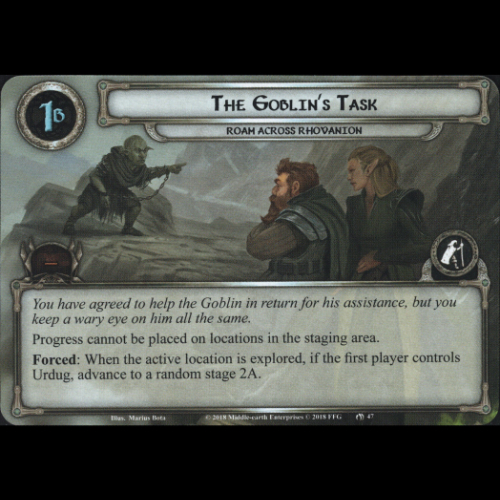 1B
THE GOBLIN'S TASK
ROAM ACROSS RHOVANION
You have agreed to help the Goblin in return for his assistance, but you
keep a wary eye on him all the same.
Progress cannot be placed on locations in the staging area.
Forced: When the active location is explored, if the first player controls
Urdug, advance to a random stage 2A.
Illus. Marius Bota
© 2018 Middle-earth Enterprises © 2018 FFG
47